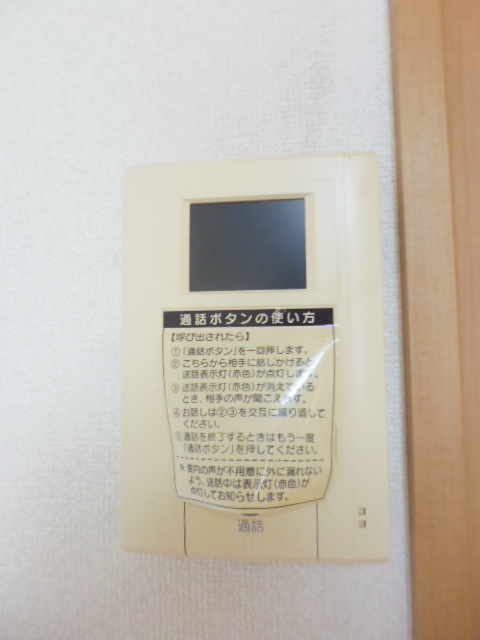 通話ボタンの使い方
【呼び出されたら】
①「通話ボタン」を一回押します。
②こちらから相手に話しかけると、
送話表示灯(赤色)が点灯します。
③送話表示灯(赤色)が消えている
とき、相手の声が聞こえます。
④お話しは②③を交互に繰り返して
ください。
⑤通話を終了するときはもう一度
「通話ボタン」を押してください。
※室内の声が不用意に外に漏れない
よう、送話中は表示灯(赤色)が
点灯してお知らせします。
通話